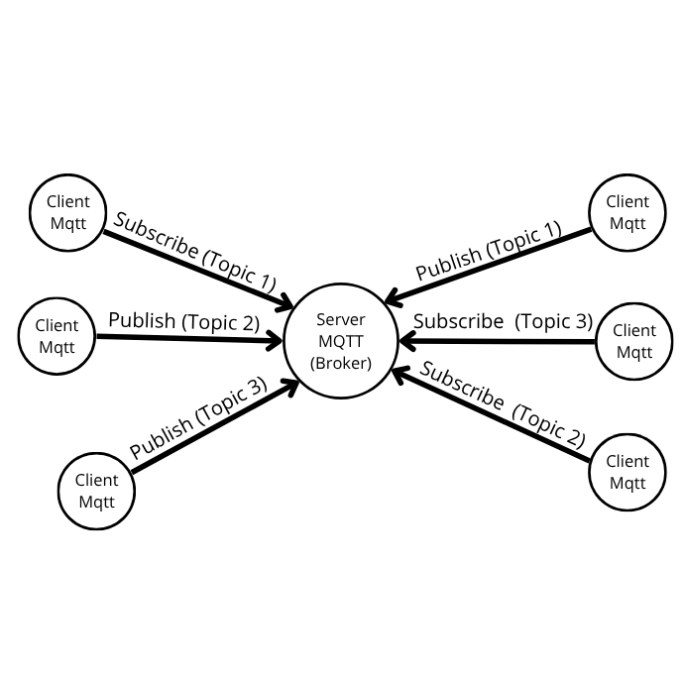 Client
Mqtt
Subscribe (Topic 1)
Publish (Topic 1)
Client
Mqtt
Client
Mqtt
Publish (Topic 2)
Server
MQTT
(Broker)
Subscribe (Topic 3)
Client
Mqtt
Publish (Topic 3)
Subscribe (Topic 2)
Client
Mqtt
Client
Mqtt